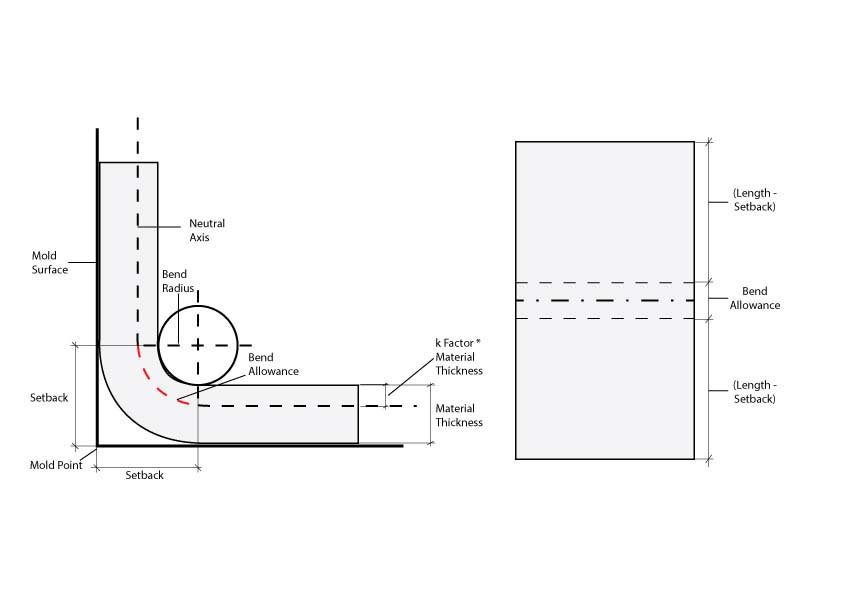 Neutral
Axis
Mold
Surface
Bend
Radius
k Factor *
Material
Thickness
Bend
Allowance
Setback
Material
Thickness
Mold Point
Setback
(Length -
Setback)
Bend
Allowance
(Length -
Setback)